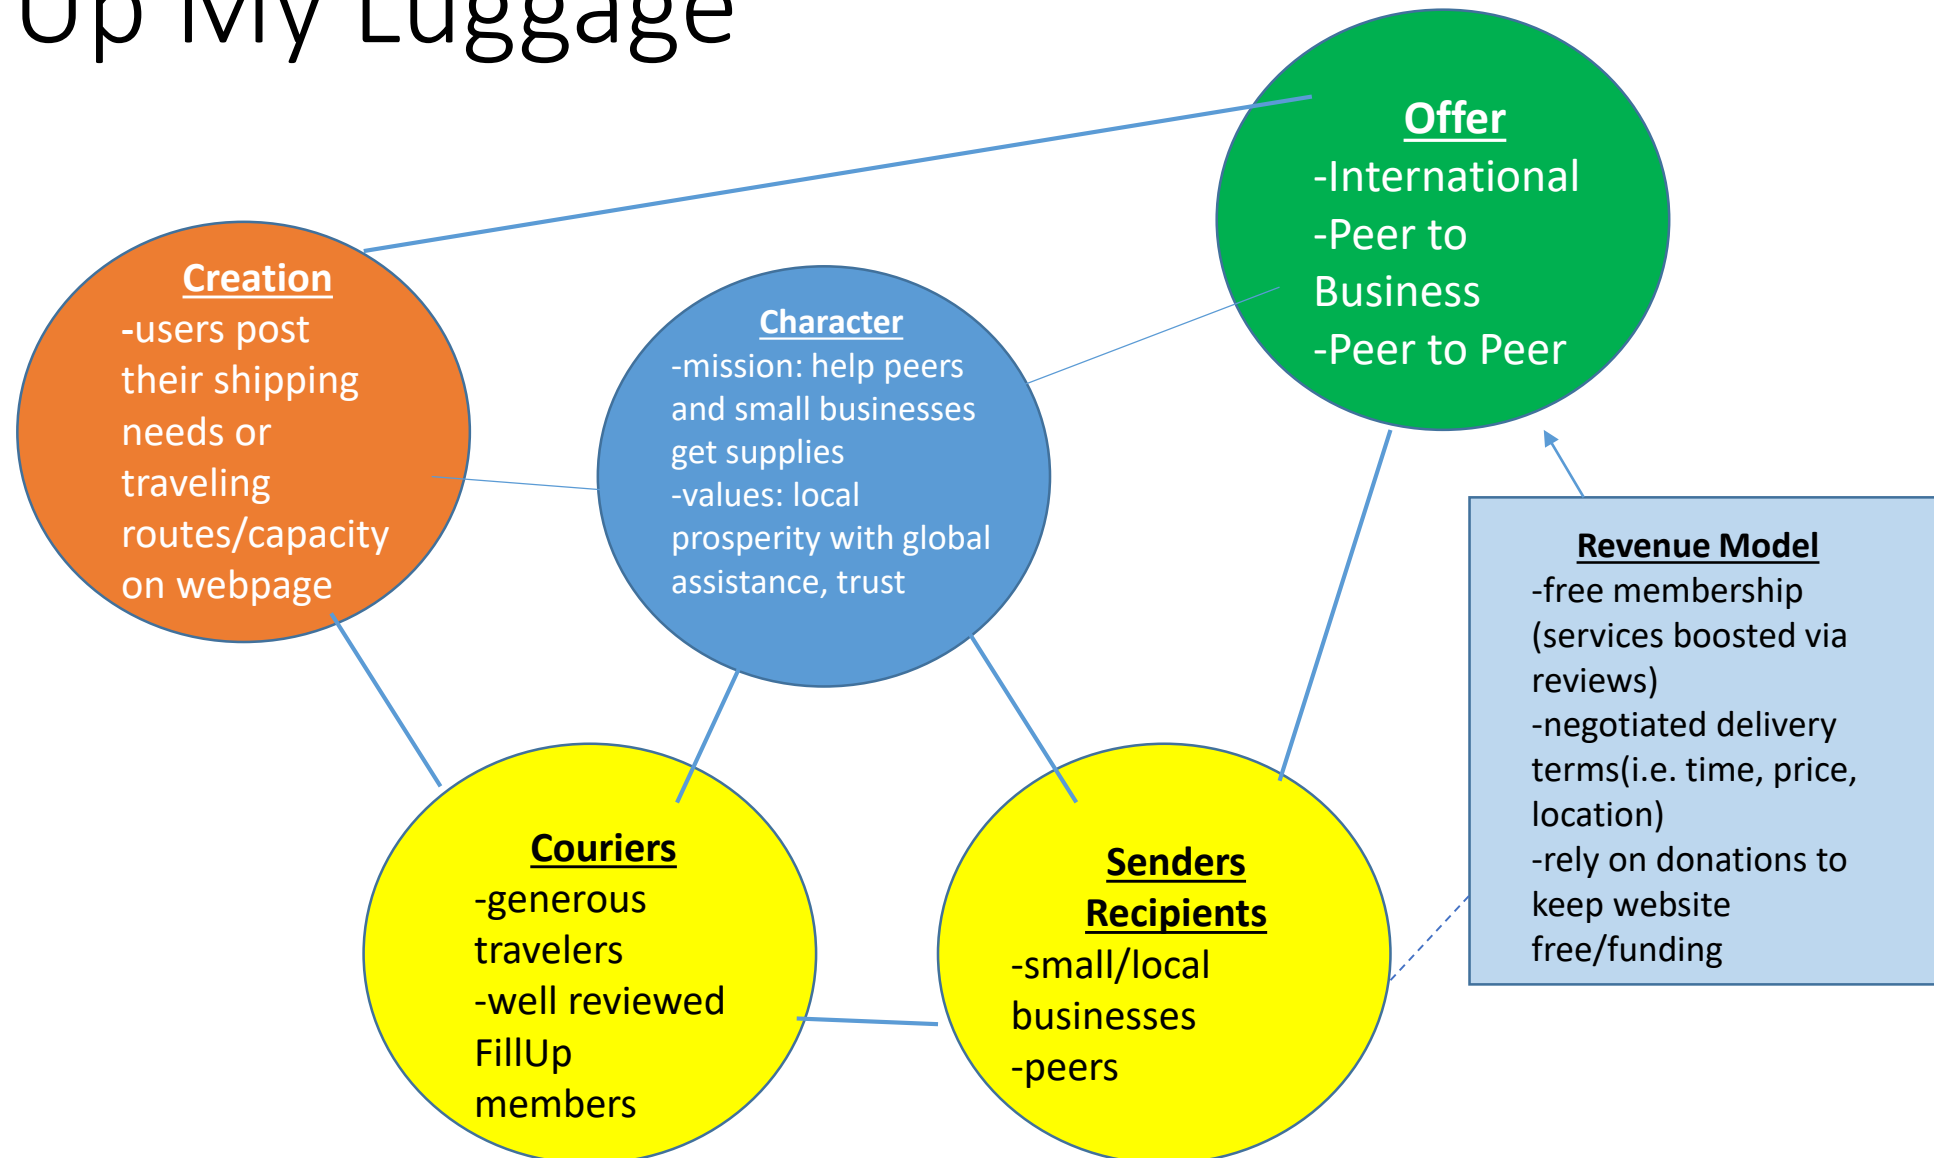 Up My Luggage
Offer
-International
-Peer to
Business
-Peer to Peer
Creation
-users post
their shipping
needs or
traveling
routes/capacity
on webpage
Character
-mission: help peers
and small businesses
get supplies
-values: local
prosperity with global
assistance, trust
Revenue Model
-free membership
(services boosted via
reviews)
-negotiated delivery
terms(i.e. time, price,
location)
-rely on donations to
keep website
free/funding
Couriers
-generous
travelers
-well reviewed
FillUp
members
Senders
Recipients
-small/local
businesses
-peers